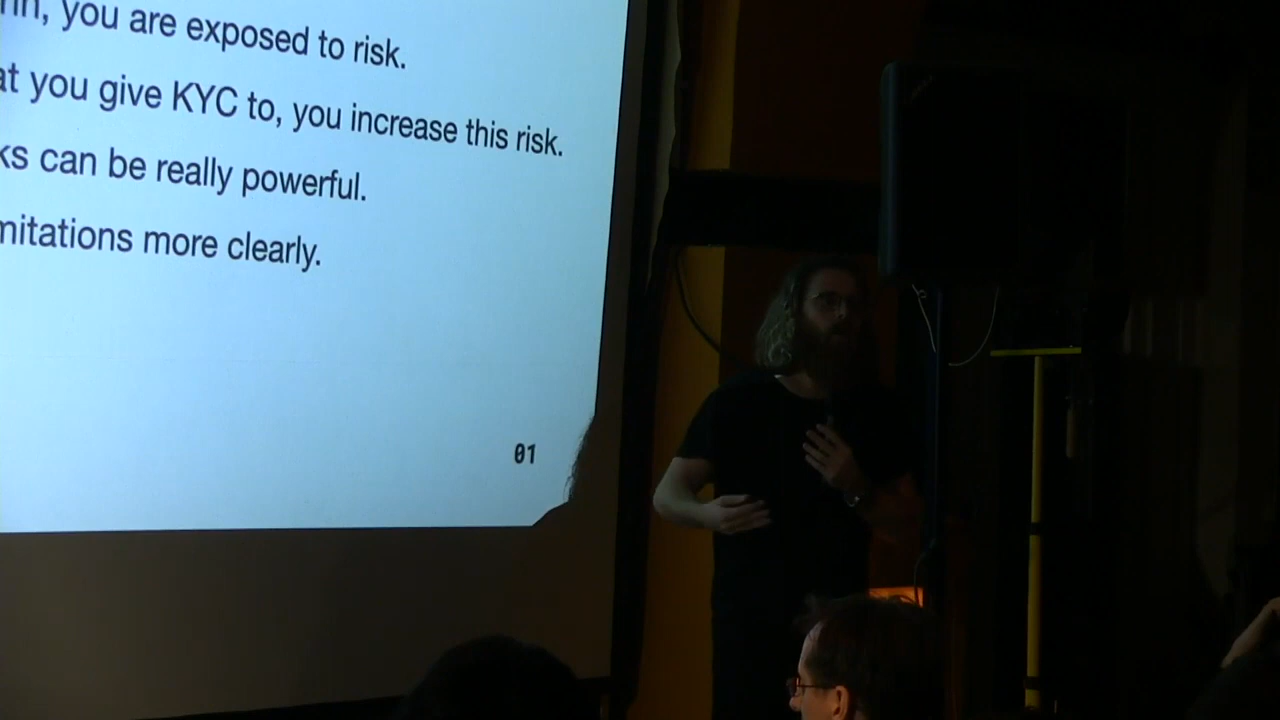 you are exposed to risk.
you give KYC to, you increase this risk.
can be really powerful.
more clearly.
01